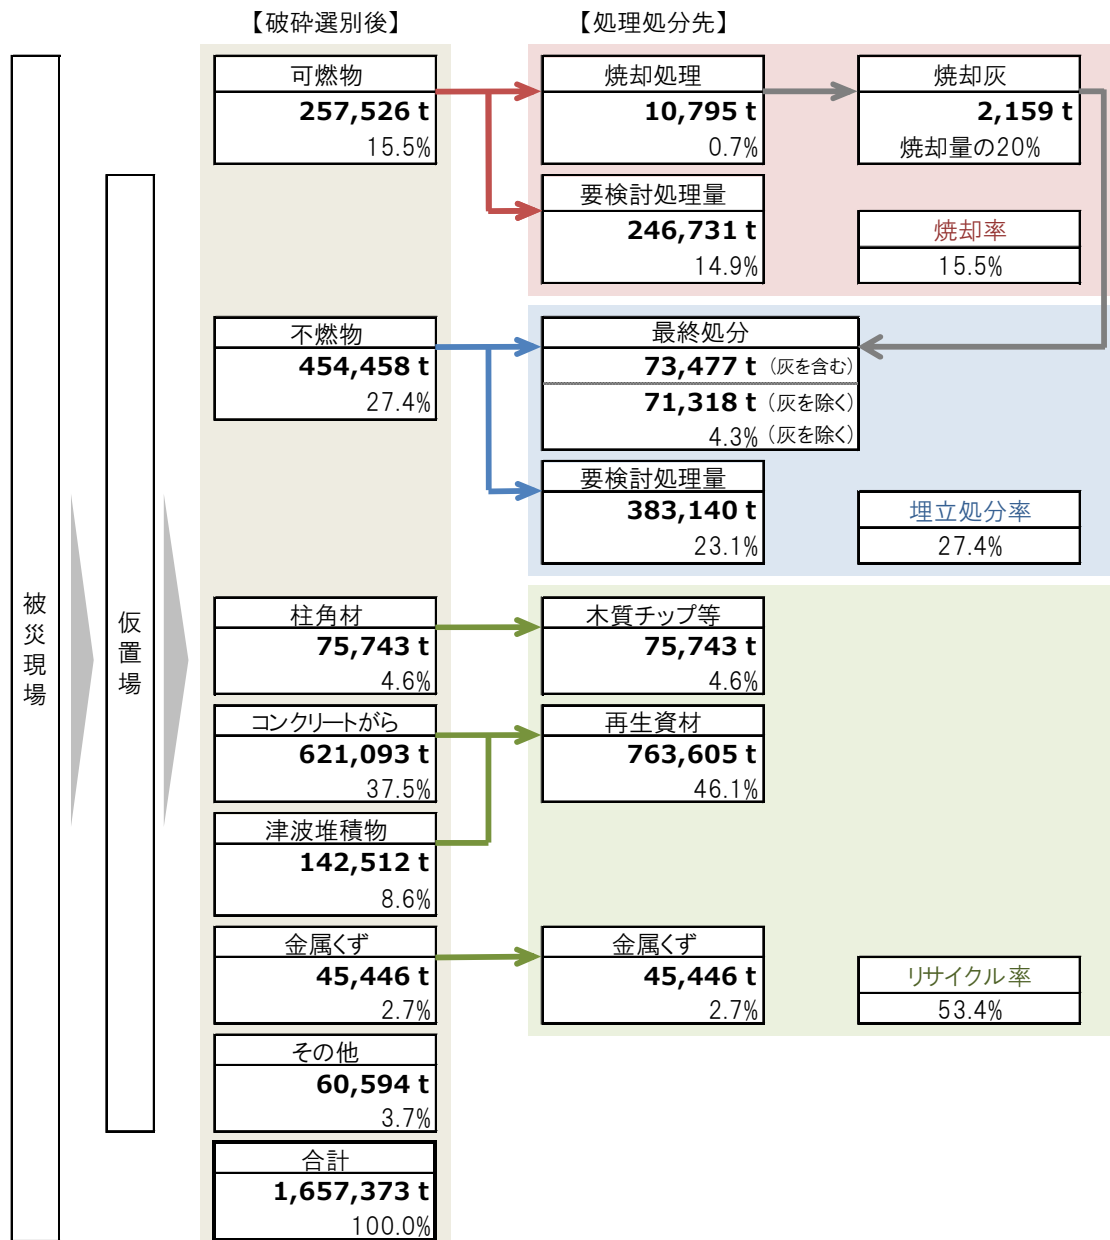 【破砕選別後】
【処理処分先】
被災現場
仮置場
可燃物
257,526 t
15.5%
焼却処理
10,795 t
0.7%
焼却灰
2,159 t
焼却量の20%
要検討処理量
246,731 t
14.9%
焼却率
15.5%
不燃物
454,458 t
27.4%
最終処分
73,477 t (灰を含む)
71,318 t (灰を除く)
4.3% (灰を除く)
要検討処理量
383,140 t
23.1%
埋立処分率
27.4%
柱角材
75,743 t
4.6%
木質チップ等
75,743 t
4.6%
コンクリートがら
621,093 t
37.5%
再生資材
763,605 t
46.1%
津波堆積物
142,512 t
8.6%
金属くず
45,446 t
2.7%
金属くず
45,446 t
2.7%
リサイクル率
53.4%
その他
60,594 t
3.7%
合計
1,657,373 t
100.0%